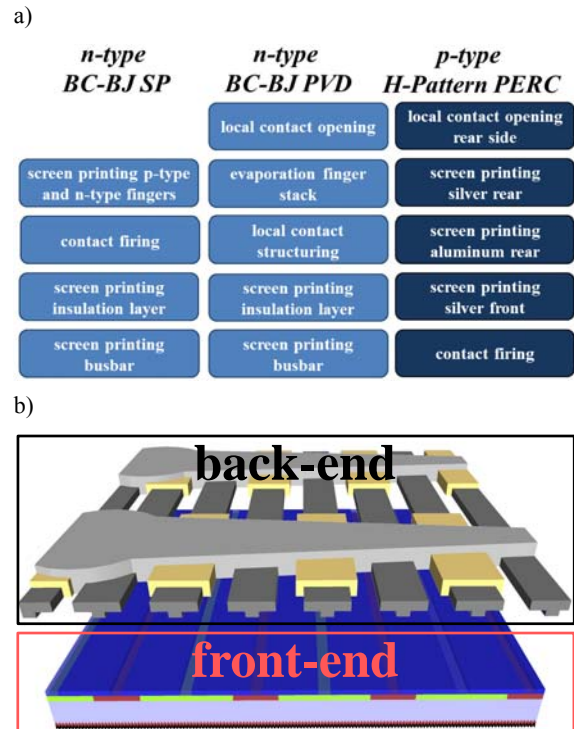 a)
n-type
BC-BJ SP
n-type
BC-BJ PVD
p-type
H-Pattern PERC
local contact opening
local contact opening
rear side
screen printing p-type
and n-type fingers
evaporation finger
stack
screen printing
silver rear
contact firing
local contact
structuring
screen printing
aluminum rear
screen printing
insulation layer
screen printing
insulation layer
screen printing
silver front
screen printing
busbar
screen printing
busbar
contact firing
b)
back-end
front-end